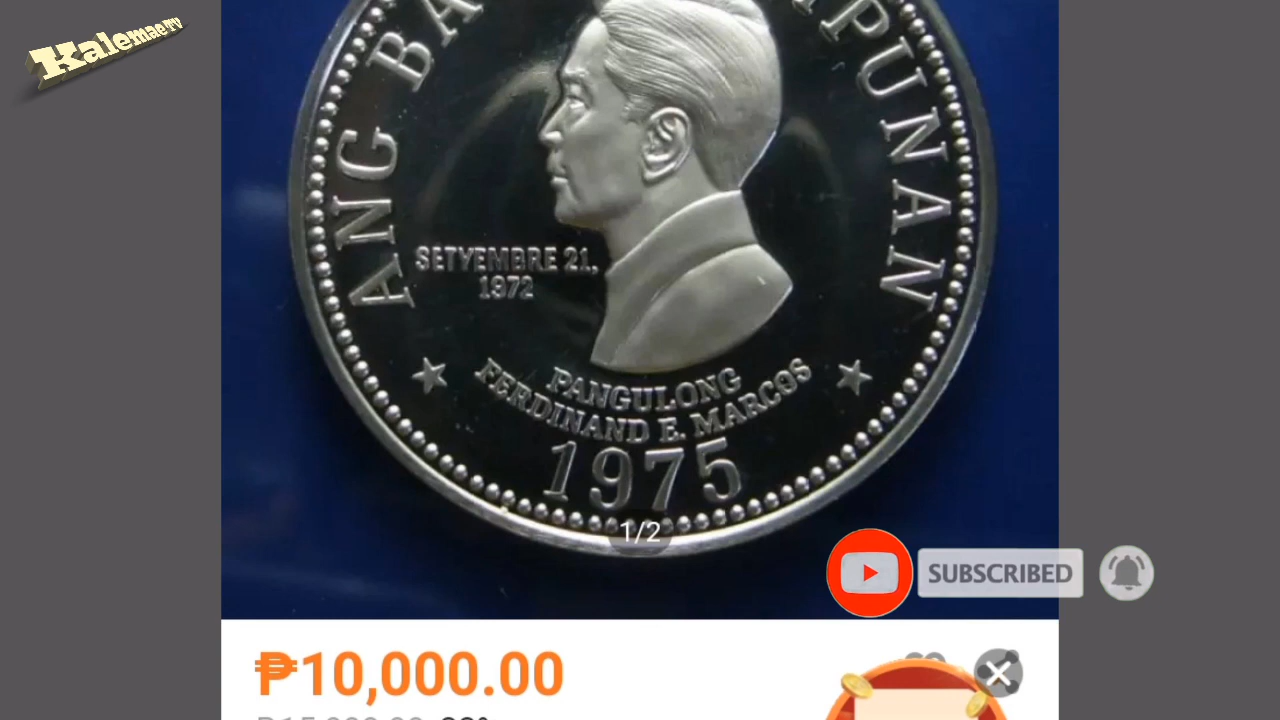 KalemaeTV
ANG BA
PUNAN
SETYEMBRE 21,
1972
PANGULONG
FERDINAND E. MARCOS
1975
1/2
SUBSCRIBED
₱10,000.00